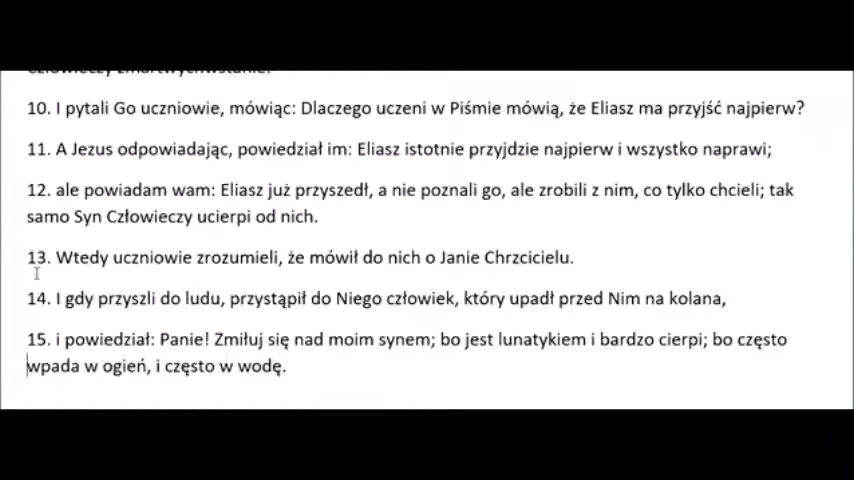 10. I pytali Go uczniowie, mówiąc: Dlaczego uczeni w Piśmie mówią, że Eliasz ma przyjść najpierw?
11. A Jezus odpowiadając, powiedział im: Eliasz istotnie przyjdzie najpierw i wszystko naprawi;
12. ale powiadam wam: Eliasz już przyszedł, a nie poznali go, ale zrobili z nim, co tylko chcieli; tak
samo Syn Człowieczy ucierpi od nich.
13. Wtedy uczniowie zrozumieli, że mówił do nich o Janie Chrzcicielu.
14. I gdy przyszli do ludu, przystąpił do Niego człowiek, który upadł przed Nim na kolana,
15. i powiedział: Panie! Zmiłuj się nad moim synem; bo jest lunatykiem i bardzo cierpi; bo często
wpada w ogień, i często w wodę.